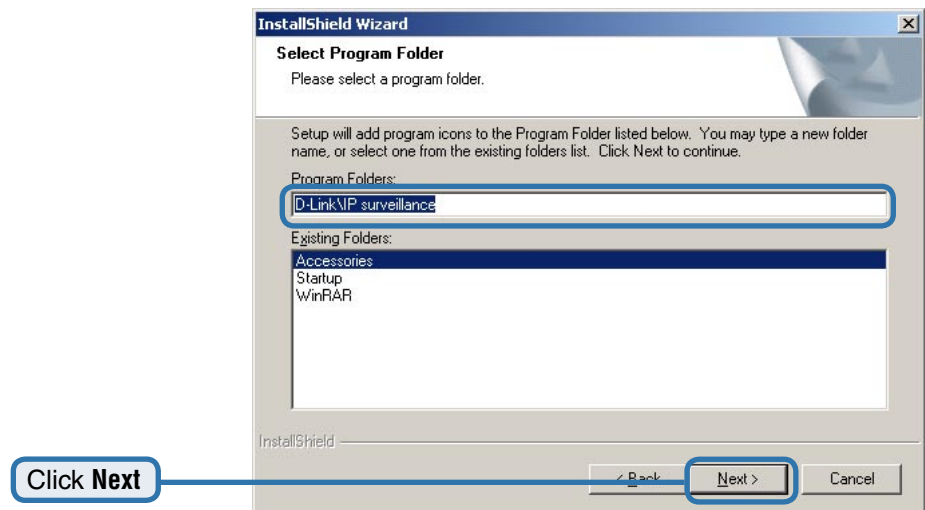 InstallShield Wizard
Select Program Folder
Please select a program folder.
Setup will add program icons to the Program Folder listed below. You may type a new folder
name, or select one from the existing folders list. Click Next to continue.
Program Folders:
D-Link\IP surveillance
Existing Folders:
Accessories
Startup
WinRAR
InstallShield
Click Next
< Back
Next >
Cancel